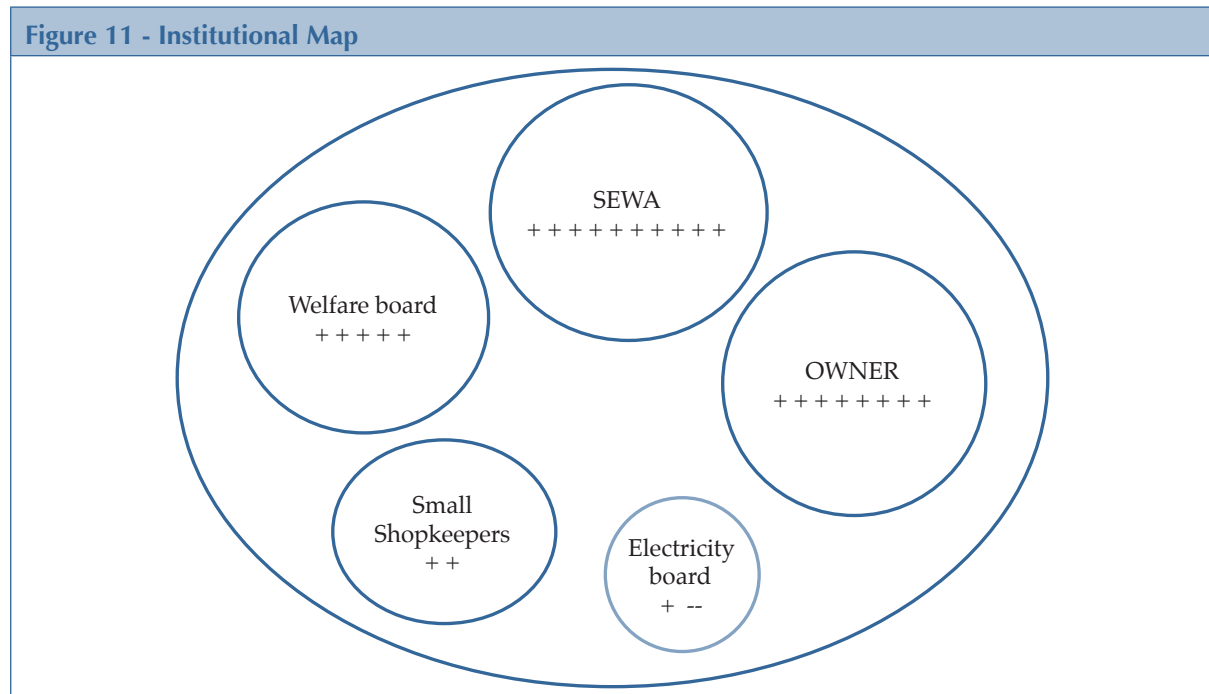 Figure 11 - Institutional Map
SEWA
+ + + + + + + + + +
Welfare board
+ + + + +
OWNER
+ + + + + + + +
Small
Shopkeepers
+ +
Electricity
board
+ --